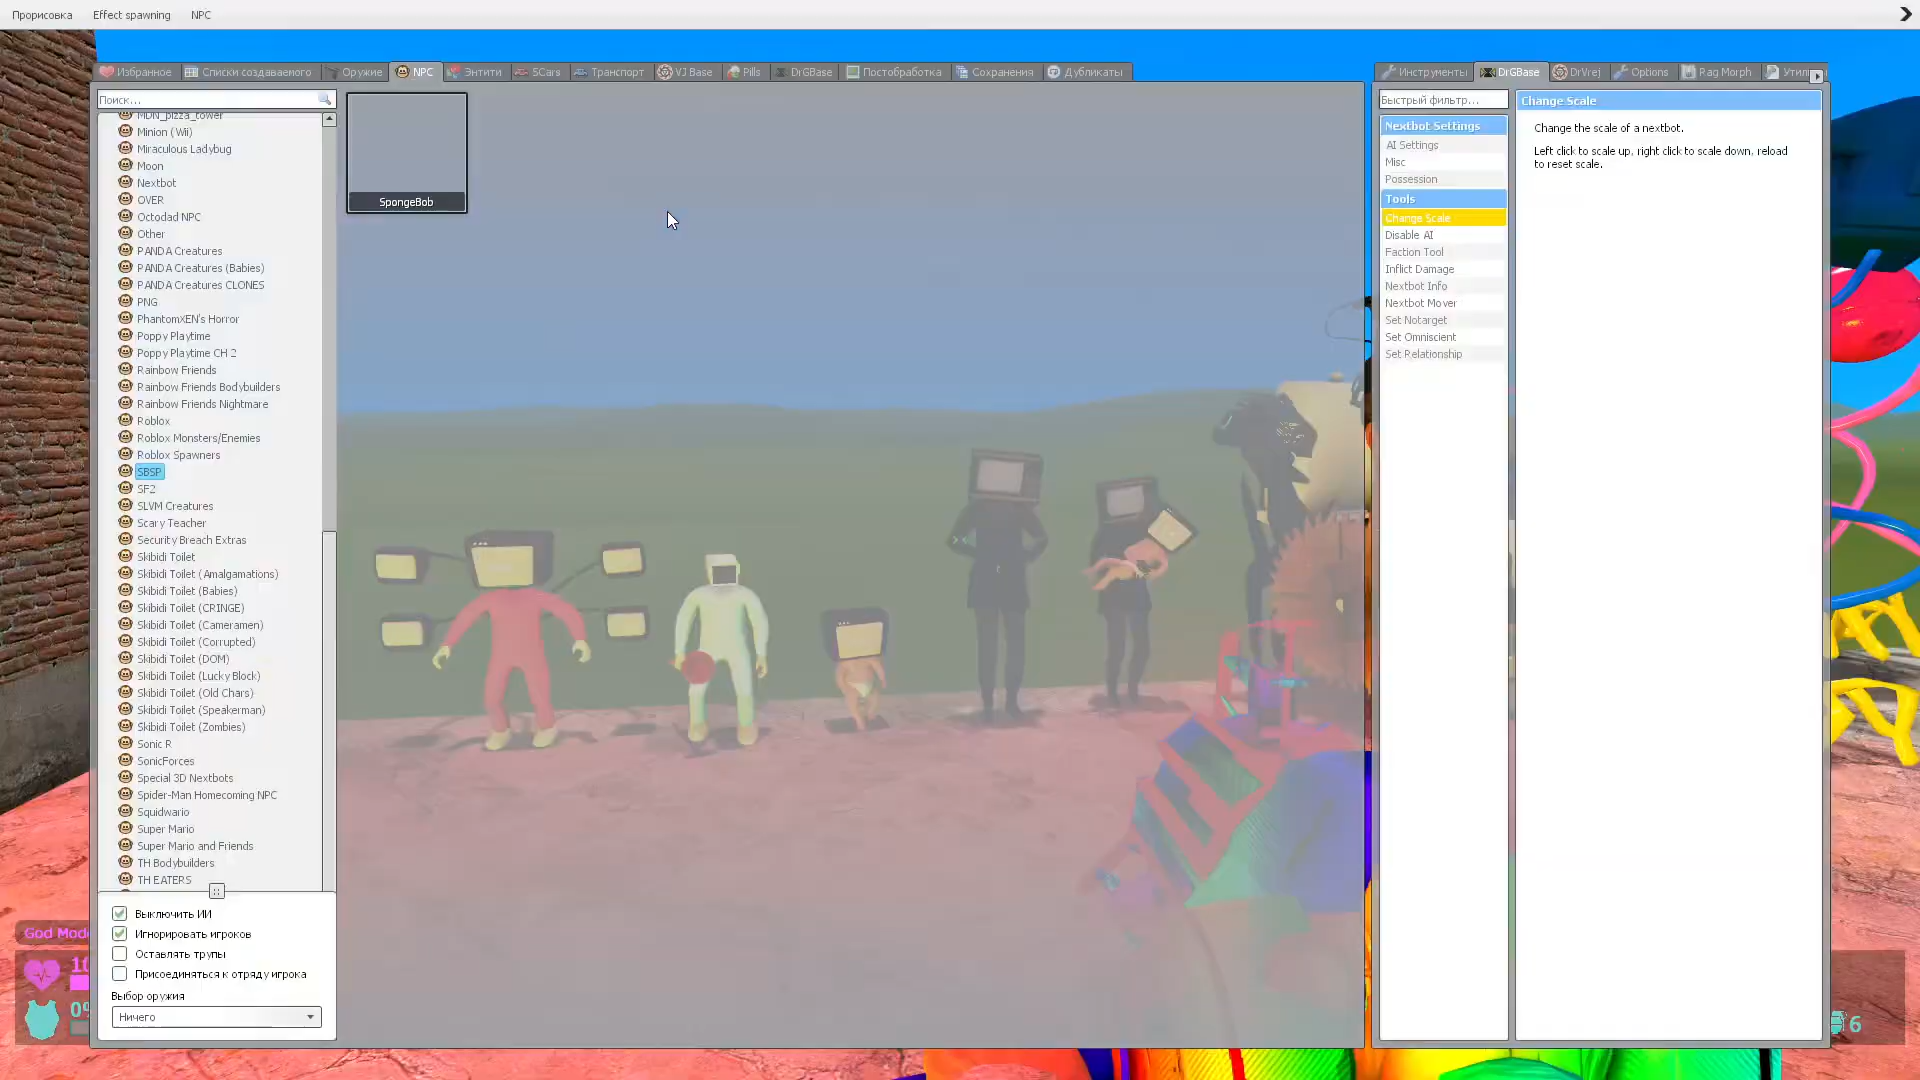 Прорисовка Effect spawning NPC
Избранное Списки создаваемого Оружие NPC Энтити SCars Транспорт VJ Base Pills DrGBase Постобработка Сохранения Дубликаты
Инструменты DrGBase DrVrej Options Rag Morph
Поиск...
MDN_pizza_tower
Minion (Wii)
Miraculous Ladybug
Moon
Nextbot
OVER
Octodad NPC
Other
PANDA Creatures
PANDA Creatures (Babies)
PANDA Creatures CLONES
PNG
PhantomXEN's Horror
Poppy Playtime
Poppy Playtime CH 2
Rainbow Friends
Rainbow Friends Bodybuilders
Rainbow Friends Nightmare
Roblox
Roblox Monsters/Enemies
Roblox Spawners
SBSP
SF2
SLVM Creatures
Scary Teacher
Security Breach Extras
Skibidi Toilet
Skibidi Toilet (Amalgamations)
Skibidi Toilet (Babies)
Skibidi Toilet (CRINGE)
Skibidi Toilet (Cameramen)
Skibidi Toilet (Corrupted)
Skibidi Toilet (DOM)
Skibidi Toilet (Lucky Block)
Skibidi Toilet (Old Chars)
Skibidi Toilet (Speakerman)
Skibidi Toilet (Zombies)
Sonic R
SonicForces
Special 3D Nextbots
Spider-Man Homecoming NPC
Squidwario
Super Mario
Super Mario and Friends
TH Bodybuilders
TH EATERS
Выключить ИИ
Игнорировать игроков
Оставлять трупы
Присоединяться к отряду игрока
Выбор оружия
Ничего
God Mode
10
0%
SpongeBob
Быстрый фильтр...
Nextbot Settings
AI Settings
Misc
Possession
Tools
Change Scale
Disable AI
Faction Tool
Inflict Damage
Nextbot Info
Nextbot Mover
Set Notarget
Set Omniscient
Set Relationship
Change Scale
Change the scale of a nextbot.
Left click to scale up, right click to scale down, reload
to reset scale.
6